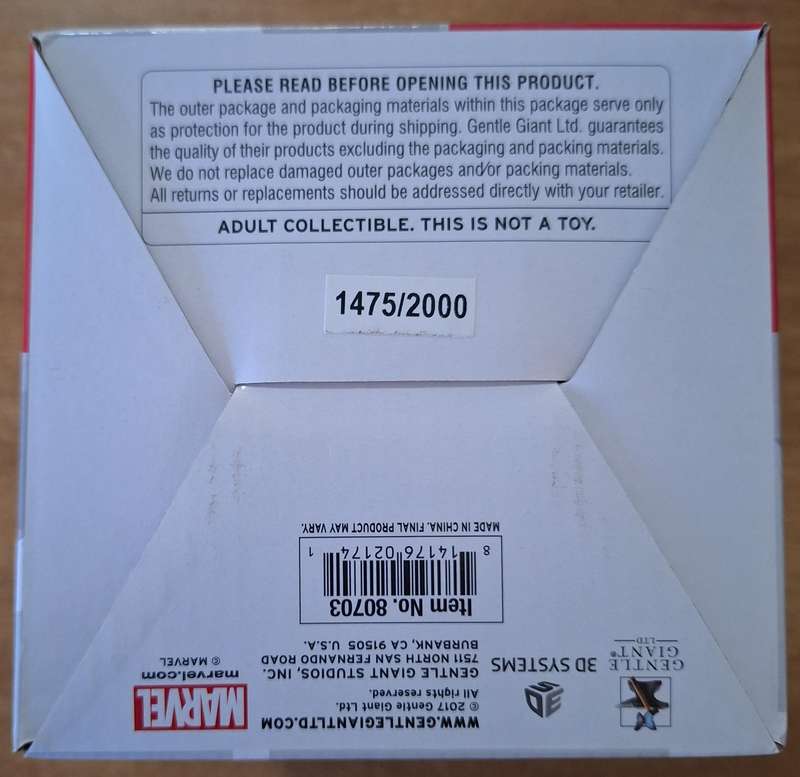 PLEASE READ BEFORE OPENING THIS PRODUCT.
The outer package and packaging materials within this package serve only
as protection for the product during shipping. Gentle Giant Ltd. guarantees
the quality of their products excluding the packaging and packing materials.
We do not replace damaged outer packages and/or packing materials.
All returns or replacements should be addressed directly with your retailer.
ADULT COLLECTIBLE. THIS IS NOT A TOY.
1475/2000
GENTLE
GIANT®
LTD
3D SYSTEMS
WWW.GENTLEGIANTLTD.COM
© 2017 Gentle Giant Ltd.
All rights reserved.
GENTLE GIANT STUDIOS, INC.
7511 NORTH SAN FERNANDO ROAD
BURBANK, CA 91505 U.S.A.
MARVEL
marvel.com
© MARVEL
Item No. 80703
8 14176 02174 1
MADE IN CHINA. FINAL PRODUCT MAY VARY.